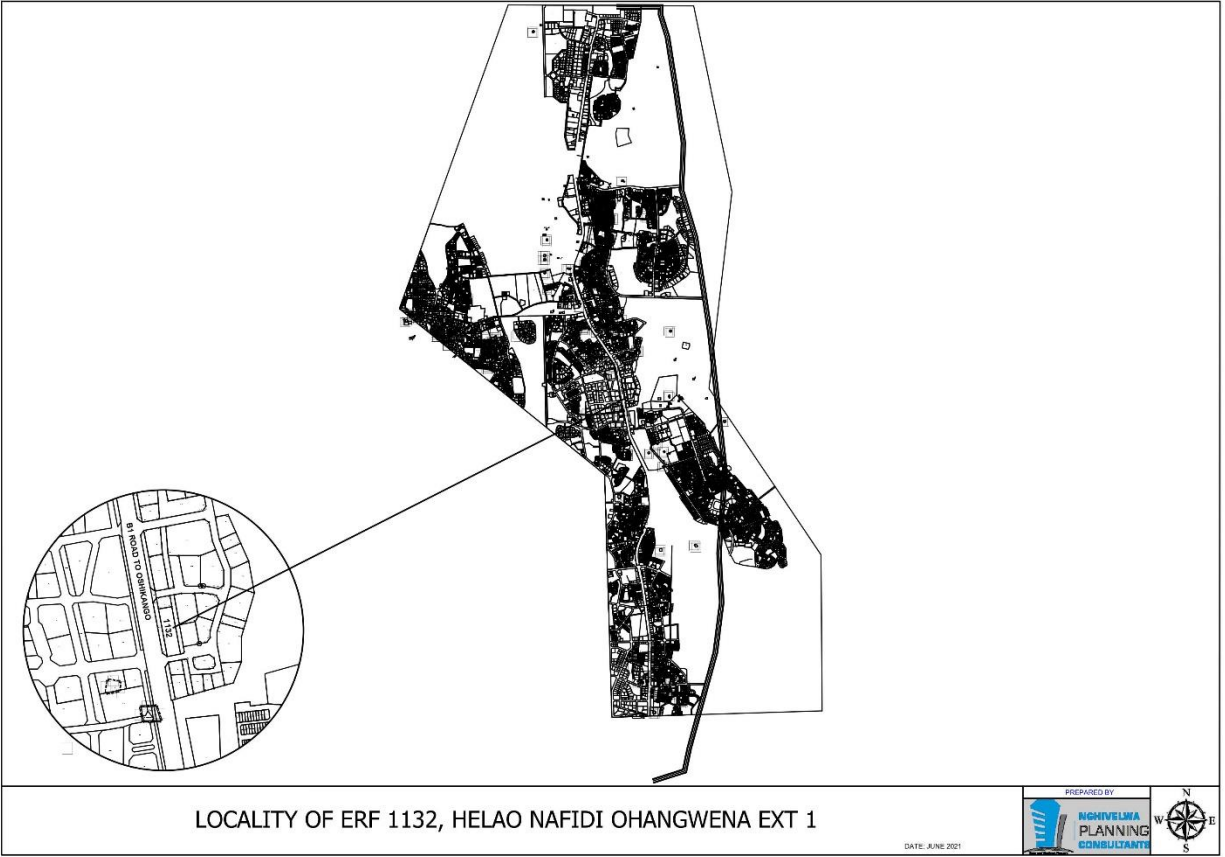 B1 ROAD TO OSHIKANGO
1132
LOCALITY OF ERF 1132, HELAO NAFIDI OHANGWENA EXT 1
DATE: JUNE 2021
PREPARED BY
NGHIVELWA
PLANNING
CONSULTANTS
N
W
E
S